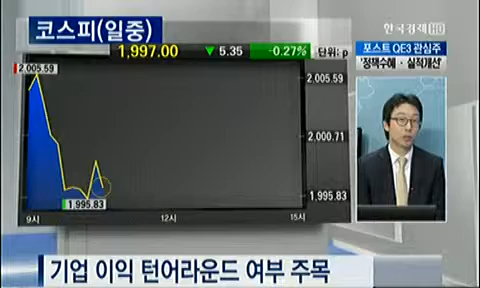 코스피(일중)
한국경제 HD
1,997.00 ▼ 5.35 -0.27% 단위: p
포스트 QE3 관심주
'정책수혜 · 실적개선'
2,005.59
2,005.59
2,000.71
1,995.83
1,995.83
9시 12시 15시
기업 이익 턴어라운드 여부 주목